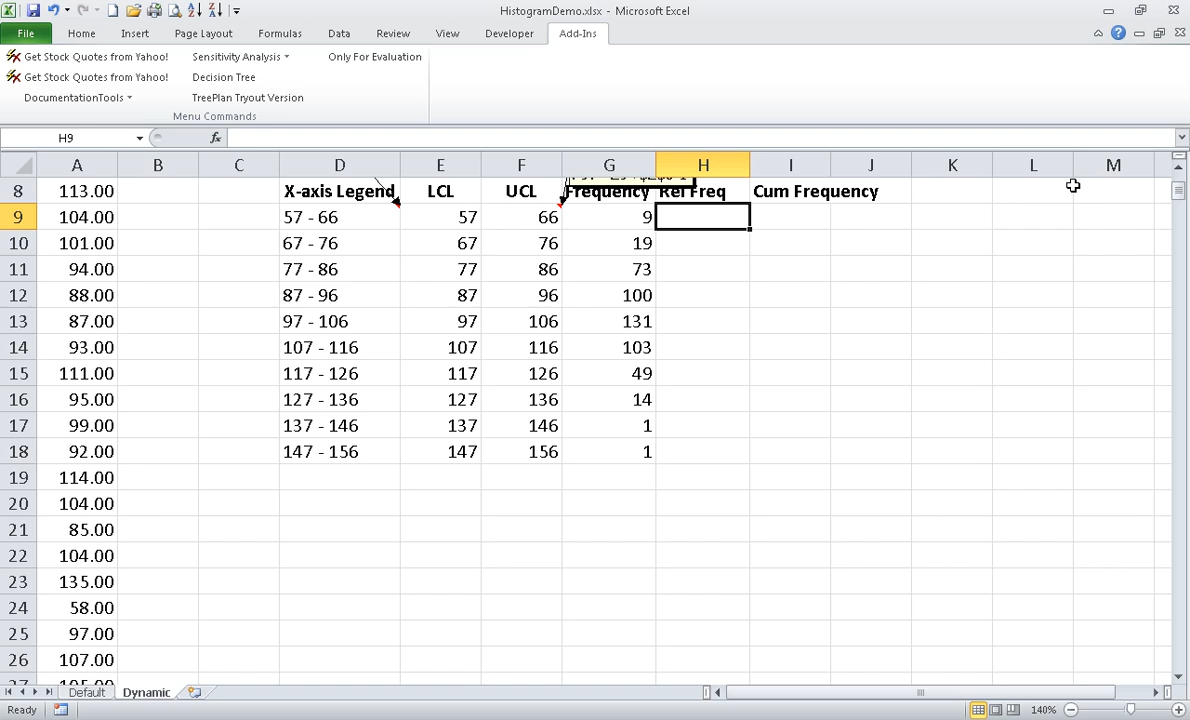 HistogramDemo.xlsx - Microsoft Excel
File Home Insert Page Layout Formulas Data Review View Developer Add-Ins
Get Stock Quotes from Yahoo! Sensitivity Analysis Only For Evaluation
Get Stock Quotes from Yahoo! Decision Tree
DocumentationTools TreePlan Tryout Version
Menu Commands
H9 fx
A B C D E F G H I J K L M
8 113.00 X-axis Legend LCL UCL Frequency Rel Freq Cum Frequency
9 104.00 57 - 66 57 66 9
10 101.00 67 - 76 67 76 19
11 94.00 77 - 86 77 86 73
12 88.00 87 - 96 87 96 100
13 87.00 97 - 106 97 106 131
14 93.00 107 - 116 107 116 103
15 111.00 117 - 126 117 126 49
16 95.00 127 - 136 127 136 14
17 99.00 137 - 146 137 146 1
18 92.00 147 - 156 147 156 1
19 114.00
20 104.00
21 85.00
22 104.00
23 135.00
24 58.00
25 97.00
26 107.00
Default Dynamic
Ready 140%